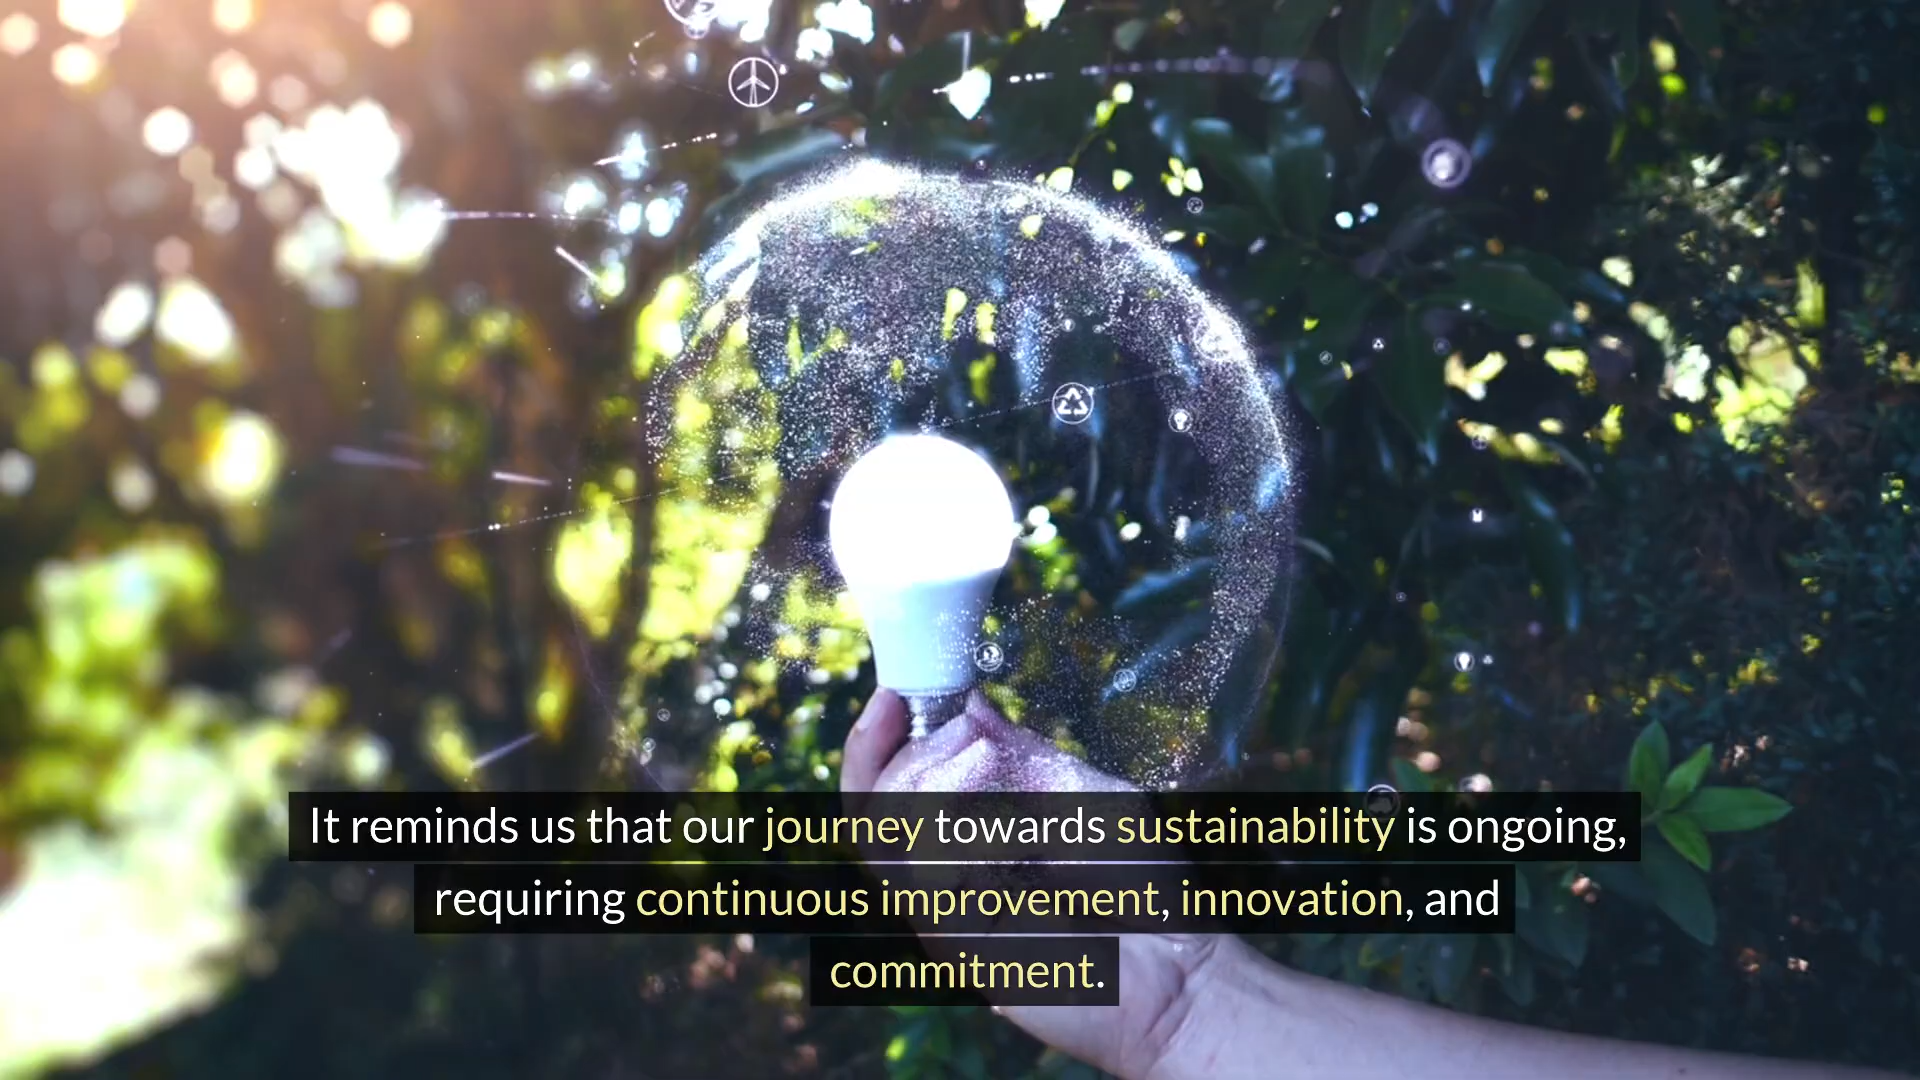 It reminds us that our journey towards sustainability is ongoing,
requiring continuous improvement, innovation, and
commitment.